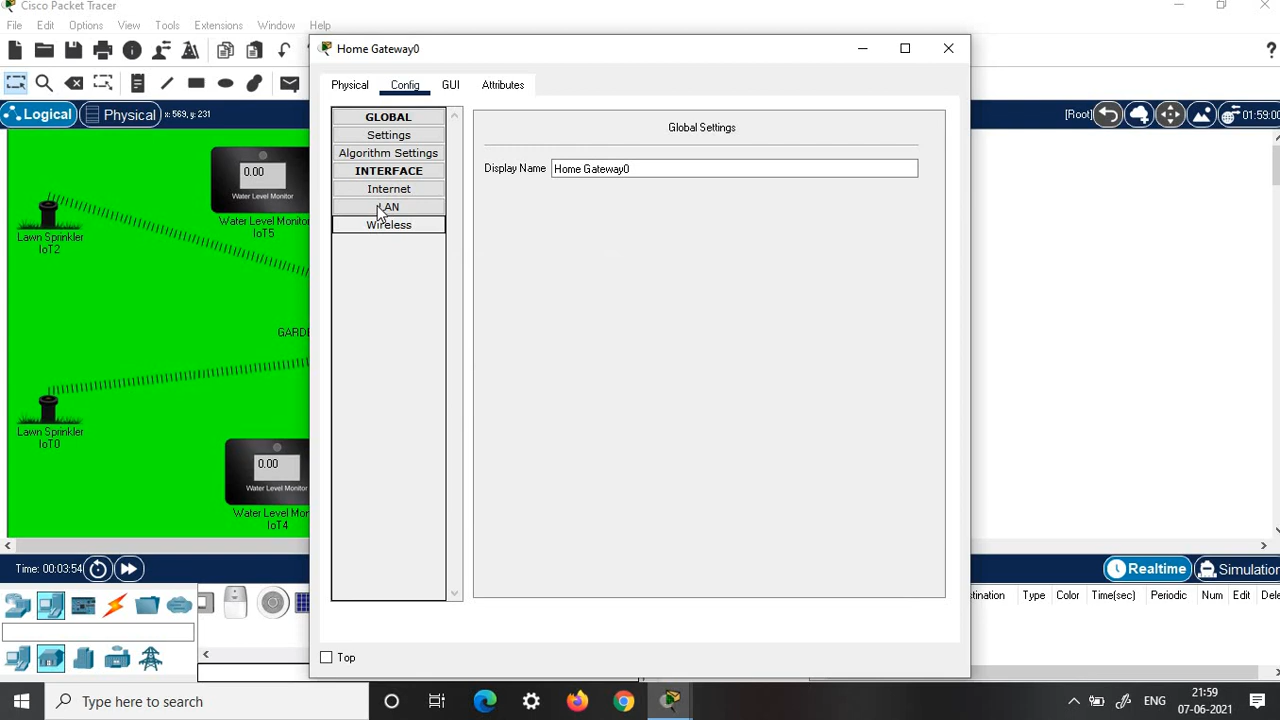 Cisco Packet Tracer
File Edit Options View Tools Extensions Window Help
Logical Physical x: 569, y: 231
[Root] 01:59:00
Home Gateway0
Physical Config GUI Attributes
GLOBAL
Settings
Algorithm Settings
INTERFACE
Internet
LAN
Wireless
Global Settings
Display Name Home Gateway0
Top
0.00
Water Level Monitor
Water Level Monitor
IoT5
Lawn Sprinkler
IoT2
GARDE
Lawn Sprinkler
IoT0
0.00
Water Level Monitor
Water Level Mon
IoT4
Time: 00:03:54
Realtime Simulation
stination Type Color Time(sec) Periodic Num Edit Dele
Type here to search
ENG
21:59
07-06-2021